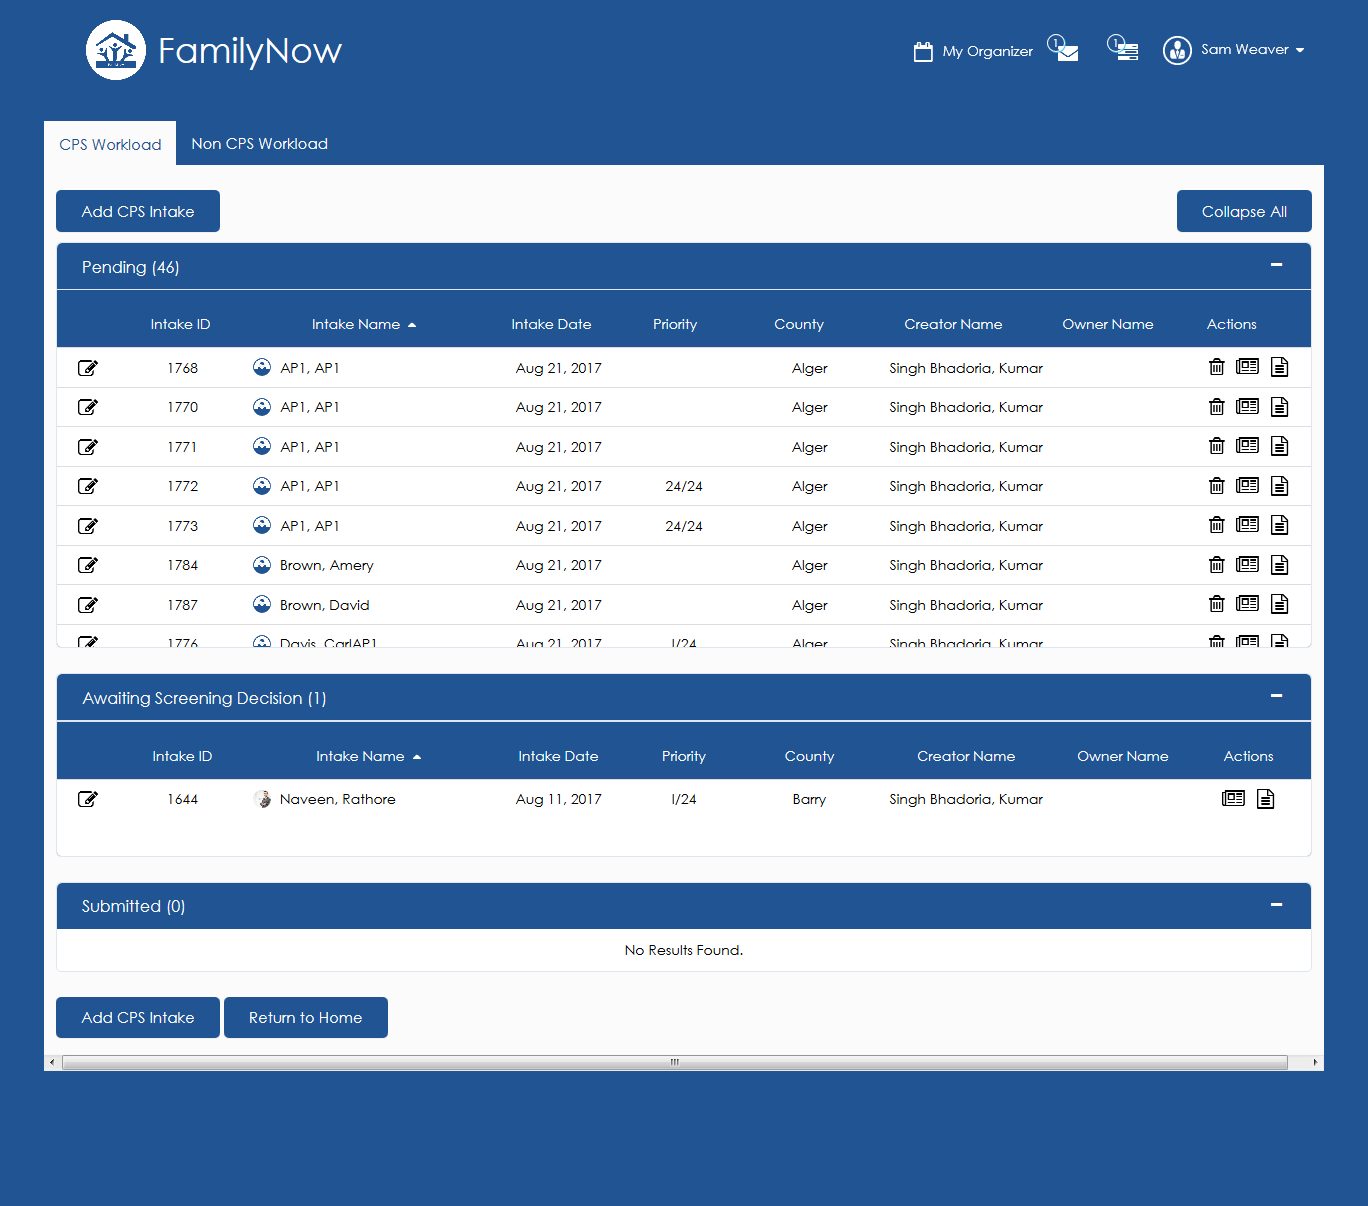 FamilyNow
My Organizer 1 1 Sam Weaver
CPS Workload Non CPS Workload
Add CPS Intake Collapse All
Pending (46)
Intake ID Intake Name Intake Date Priority County Creator Name Owner Name Actions
1768 AP1, AP1 Aug 21, 2017 Alger Singh Bhadoria, Kumar
1770 AP1, AP1 Aug 21, 2017 Alger Singh Bhadoria, Kumar
1771 AP1, AP1 Aug 21, 2017 Alger Singh Bhadoria, Kumar
1772 AP1, AP1 Aug 21, 2017 24/24 Alger Singh Bhadoria, Kumar
1773 AP1, AP1 Aug 21, 2017 24/24 Alger Singh Bhadoria, Kumar
1784 Brown, Amery Aug 21, 2017 Alger Singh Bhadoria, Kumar
1787 Brown, David Aug 21, 2017 Alger Singh Bhadoria, Kumar
1776 Davis, CarlAP1 Aug 21, 2017 I/24 Alger Singh Bhadoria, Kumar
Awaiting Screening Decision (1)
Intake ID Intake Name Intake Date Priority County Creator Name Owner Name Actions
1644 Naveen, Rathore Aug 11, 2017 I/24 Barry Singh Bhadoria, Kumar
Submitted (0)
No Results Found.
Add CPS Intake Return to Home